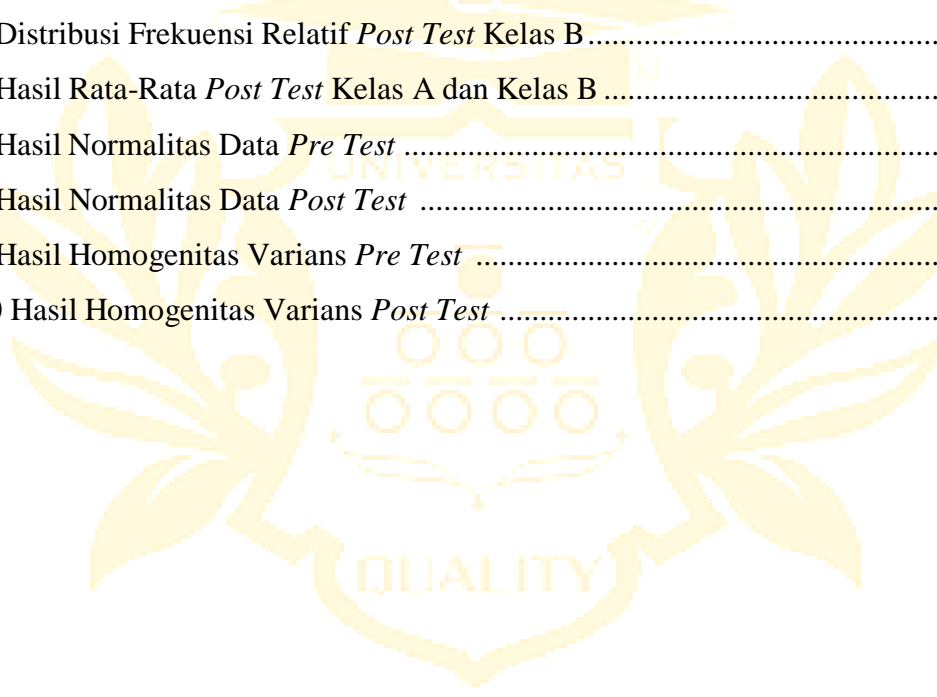 Distribusi Frekuensi Relatif Post Test Kelas B........................................
Hasil Rata-Rata Post Test Kelas A dan Kelas B ........................................
UNIVERSITAS
Hasil Normalitas Data Pre Test ........................................
Hasil Normalitas Data Post Test ........................................
Hasil Homogenitas Varians Pre Test ........................................
) Hasil Homogenitas Varians Post Test ........................................
QUALITY